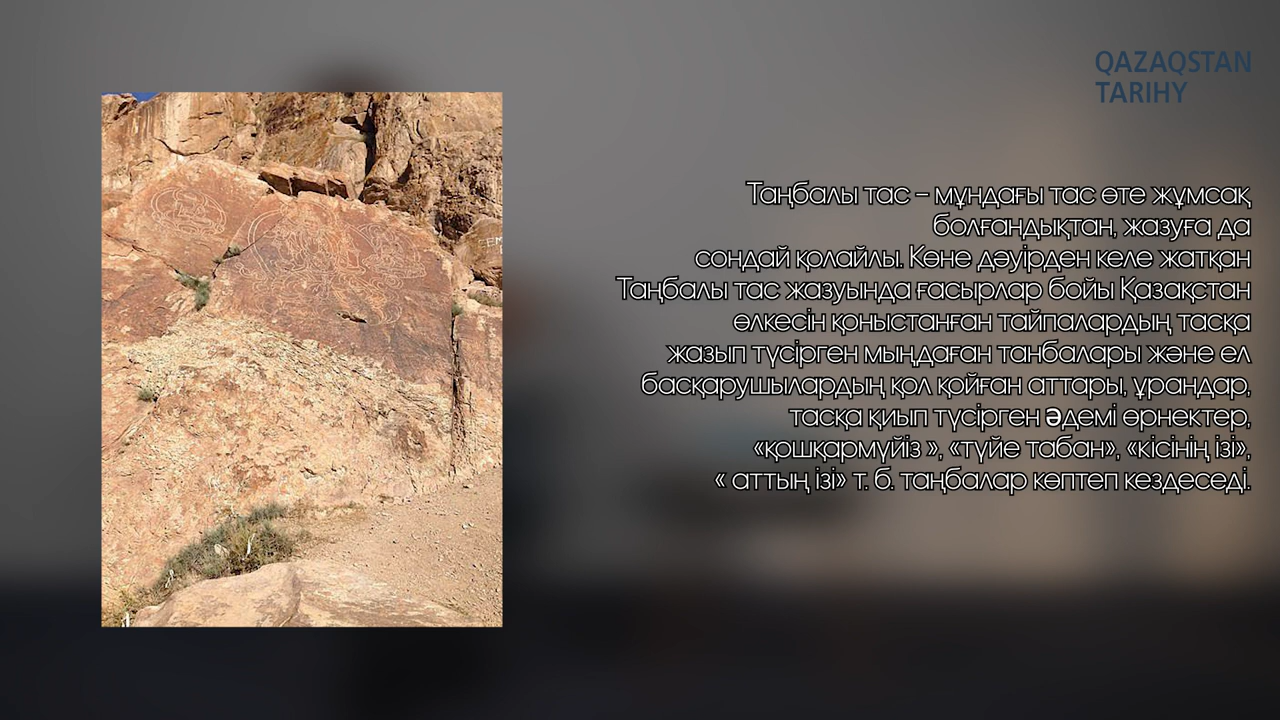 QAZAQSTAN
TARIHY
Таңбалы тас – мұндағы тас өте жұмсақ
болғандықтан, жазуға да
сондай қолайлы. Көне дәуірден келе жатқан
Таңбалы тас жазуында ғасырлар бойы Қазақстан
өлкесін қоныстанған тайпалардың тасқа
жазып түсірген мыңдаған танбалары және ел
басқарушылардың қол қойған аттары, ұрандар,
тасқа қиып түсірген әдемі өрнектер,
«қошқармүйіз », «түйе табан», «кісінің ізі»,
« аттың ізі» т. б. таңбалар көптеп кездеседі.